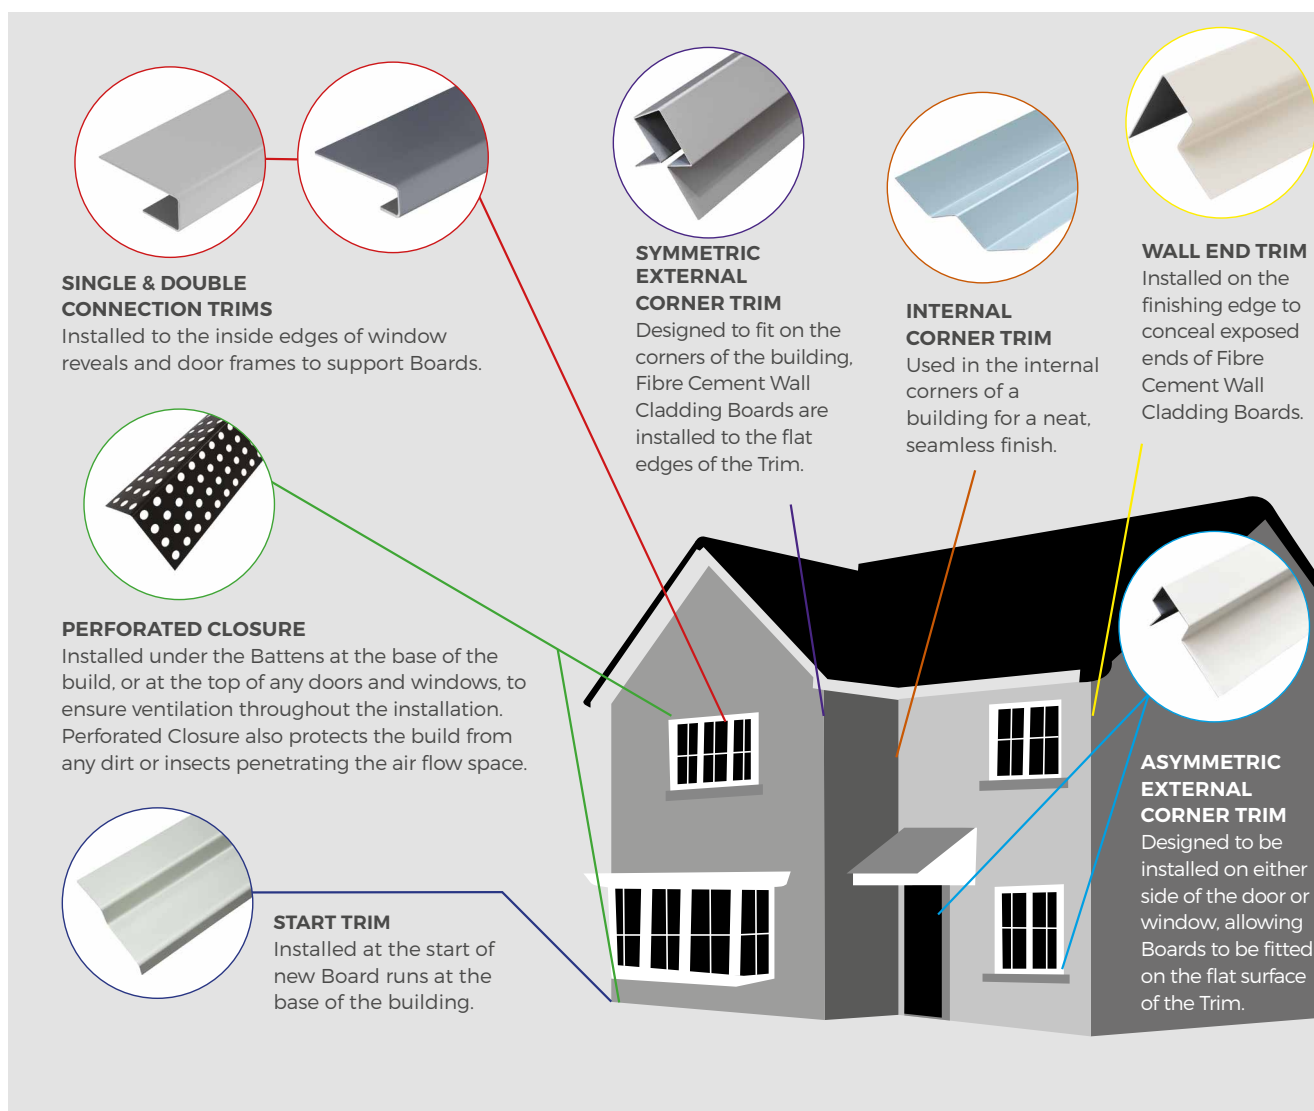 SINGLE & DOUBLE
CONNECTION TRIMS
Installed to the inside edges of window
reveals and door frames to support Boards.
SYMMETRIC
EXTERNAL
CORNER TRIM
Designed to fit on the
corners of the building,
Fibre Cement Wall
Cladding Boards are
installed to the flat
edges of the Trim.
INTERNAL
CORNER TRIM
Used in the internal
corners of a
building for a neat,
seamless finish.
WALL END TRIM
Installed on the
finishing edge to
conceal exposed
ends of Fibre
Cement Wall
Cladding Boards.
PERFORATED CLOSURE
Installed under the Battens at the base of the
build, or at the top of any doors and windows, to
ensure ventilation throughout the installation.
Perforated Closure also protects the build from
any dirt or insects penetrating the air flow space.
START TRIM
Installed at the start of
new Board runs at the
base of the building.
ASYMMETRIC
EXTERNAL
CORNER TRIM
Designed to be
installed on either
side of the door or
window, allowing
Boards to be fitted
on the flat surface
of the Trim.